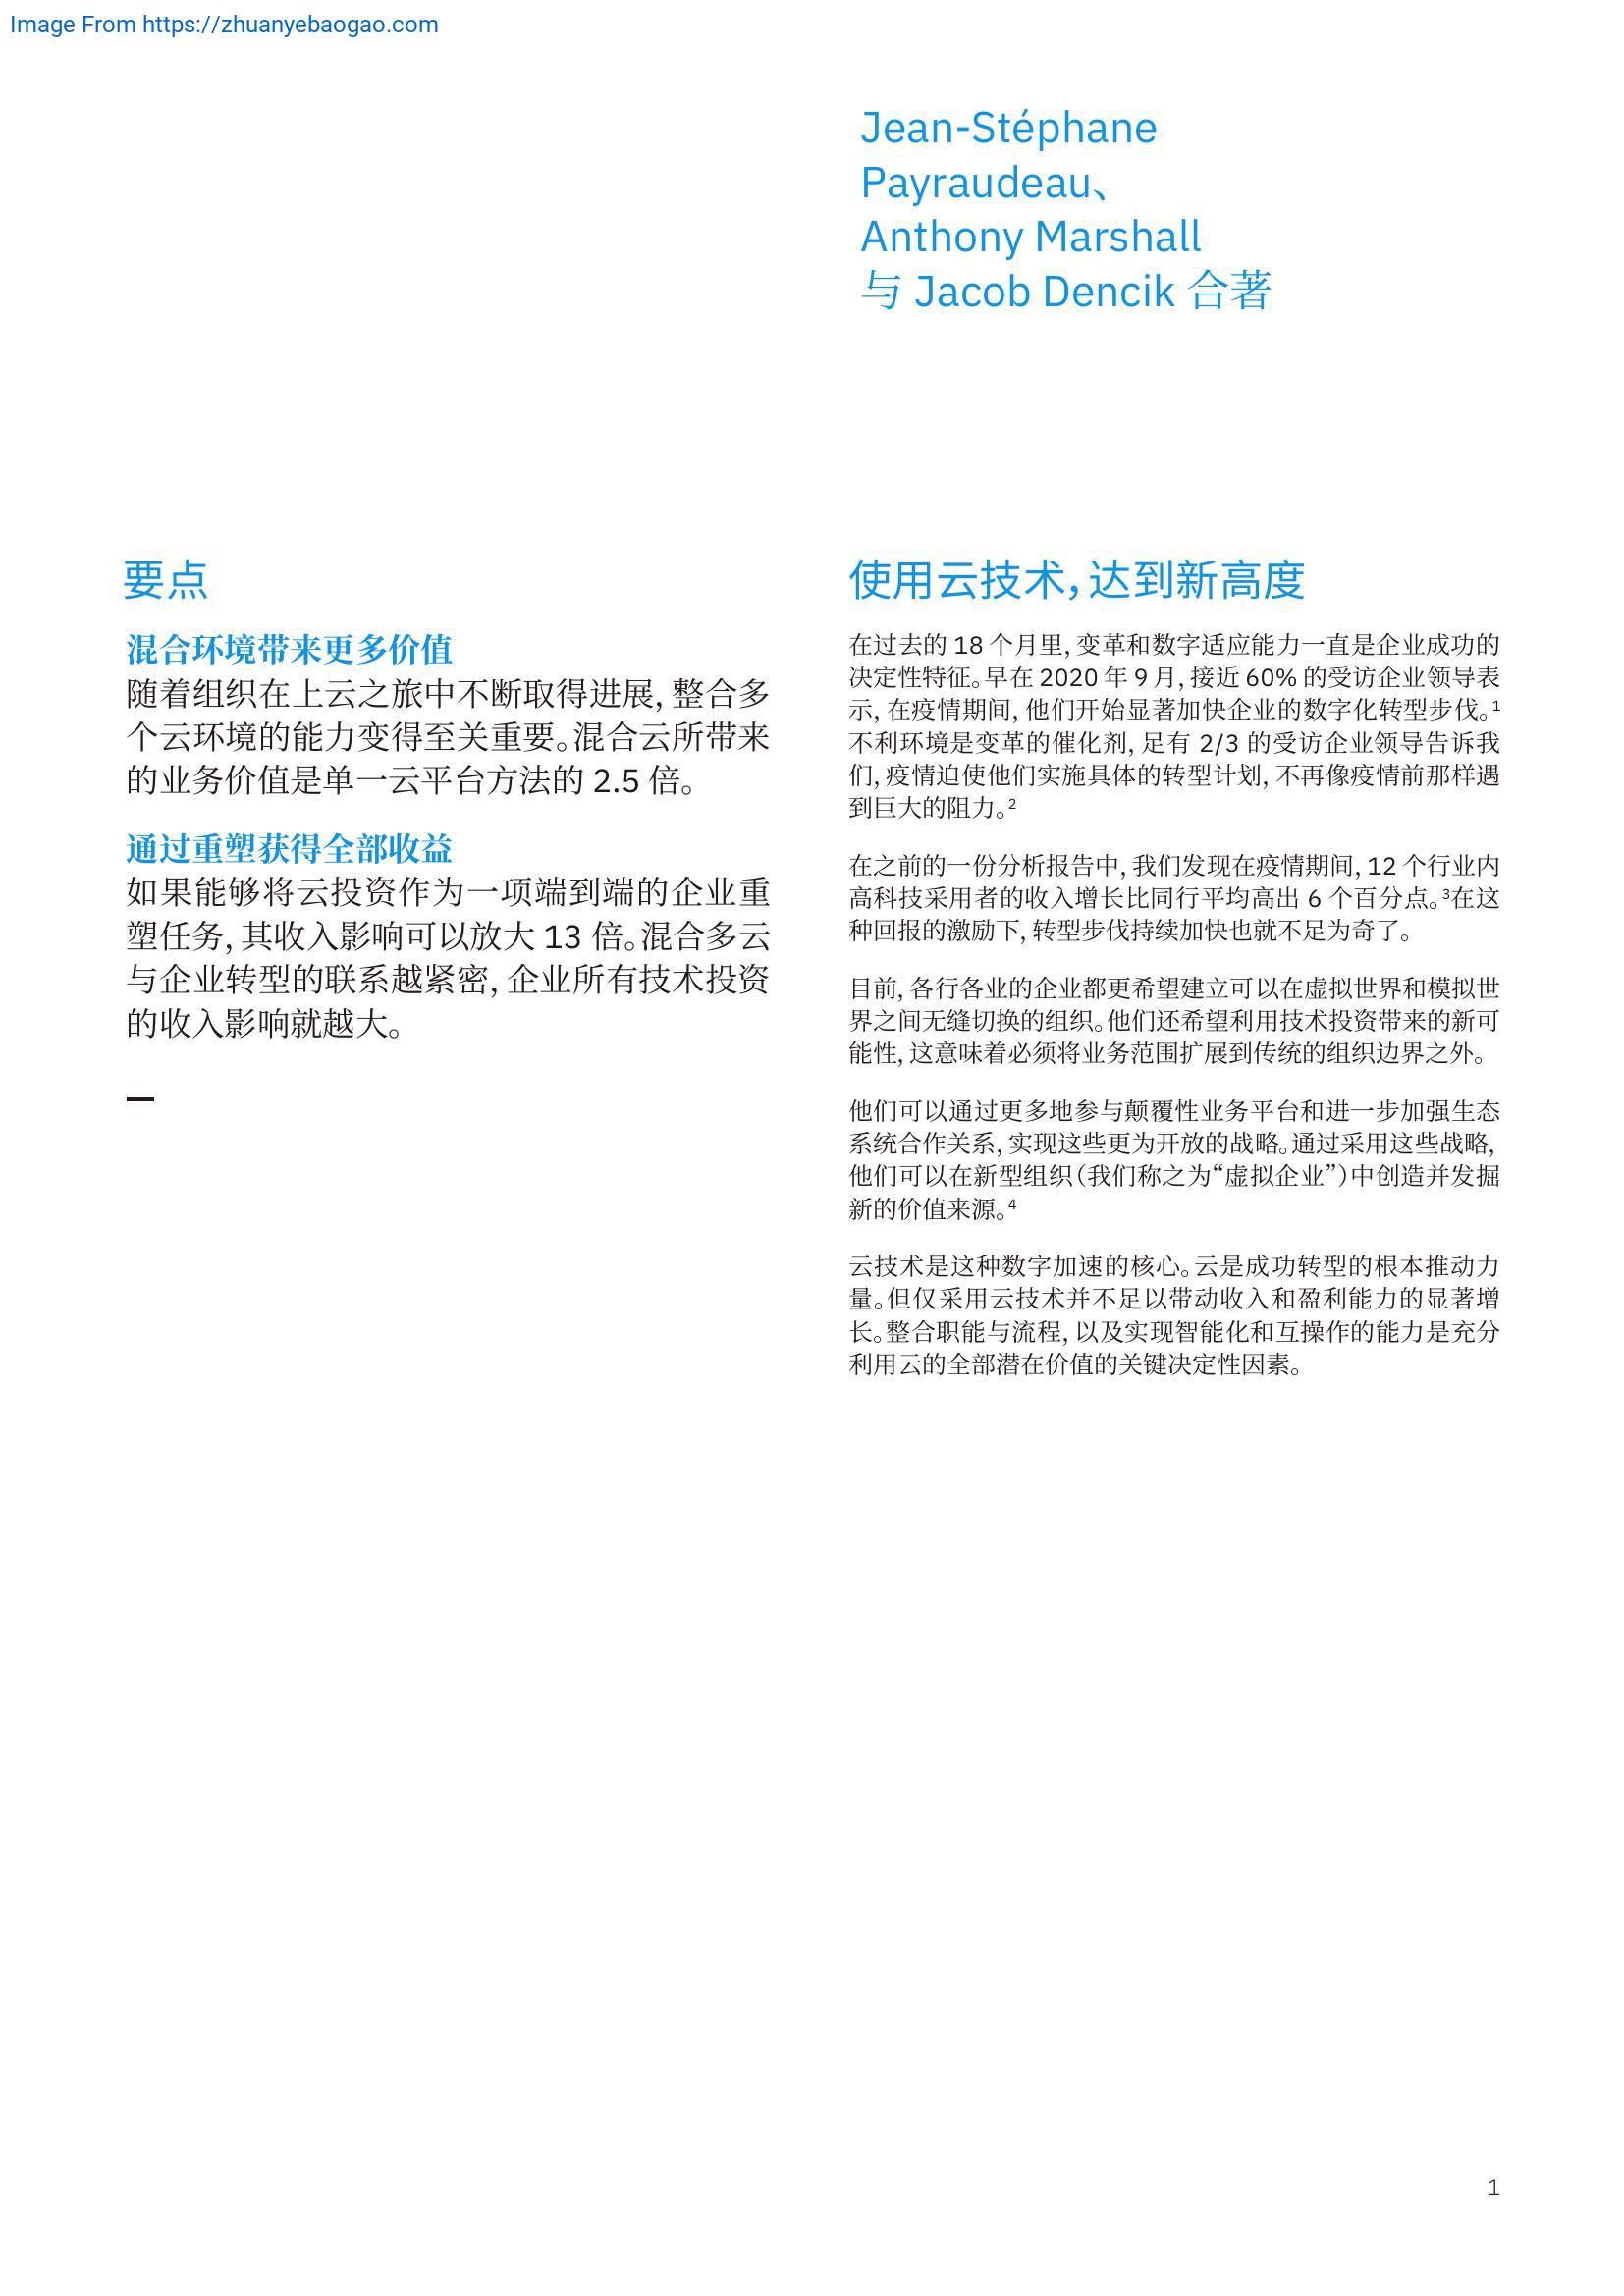 Image From https://zhuanyebaogao.com
Jean-Stéphane
Payraudeau、
Anthony Marshall
与 Jacob Dencik 合著
要点
混合环境带来更多价值
随着组织在上云之旅中不断取得进展，整合多
个云环境的能力变得至关重要。混合云所带来
的业务价值是单一云平台方法的 2.5 倍。
通过重塑获得全部收益
如果能够将云投资作为一项端到端的企业重
塑任务，其收入影响可以放大 13 倍。混合多云
与企业转型的联系越紧密，企业所有技术投资
的收入影响就越大。
使用云技术，达到新高度
在过去的 18 个月里，变革和数字适应能力一直是企业成功的
决定性特征。早在 2020 年 9 月，接近 60% 的受访企业领导表
示，在疫情期间，他们开始显著加快企业的数字化转型步伐。¹
不利环境是变革的催化剂，足有 2/3 的受访企业领导告诉我
们，疫情迫使他们实施具体的转型计划，不再像疫情前那样遇
到巨大的阻力。²
在之前的一份分析报告中，我们发现在疫情期间，12 个行业内
高科技采用者的收入增长比同行平均高出 6 个百分点。³在这
种回报的激励下，转型步伐持续加快也就不足为奇了。
目前，各行各业的企业都更希望建立可以在虚拟世界和模拟世
界之间无缝切换的组织。他们还希望利用技术投资带来的新可
能性，这意味着必须将业务范围扩展到传统的组织边界之外。
他们可以通过更多地参与颠覆性业务平台和进一步加强生态
系统合作关系，实现这些更为开放的战略。通过采用这些战略，
他们可以在新型组织（我们称之为“虚拟企业”）中创造并发掘
新的价值来源。⁴
云技术是这种数字加速的核心。云是成功转型的根本推动力
量。但仅采用云技术并不足以带动收入和盈利能力的显著增
长。整合职能与流程，以及实现智能化和互操作的能力是充分
利用云的全部潜在价值的关键决定性因素。
1